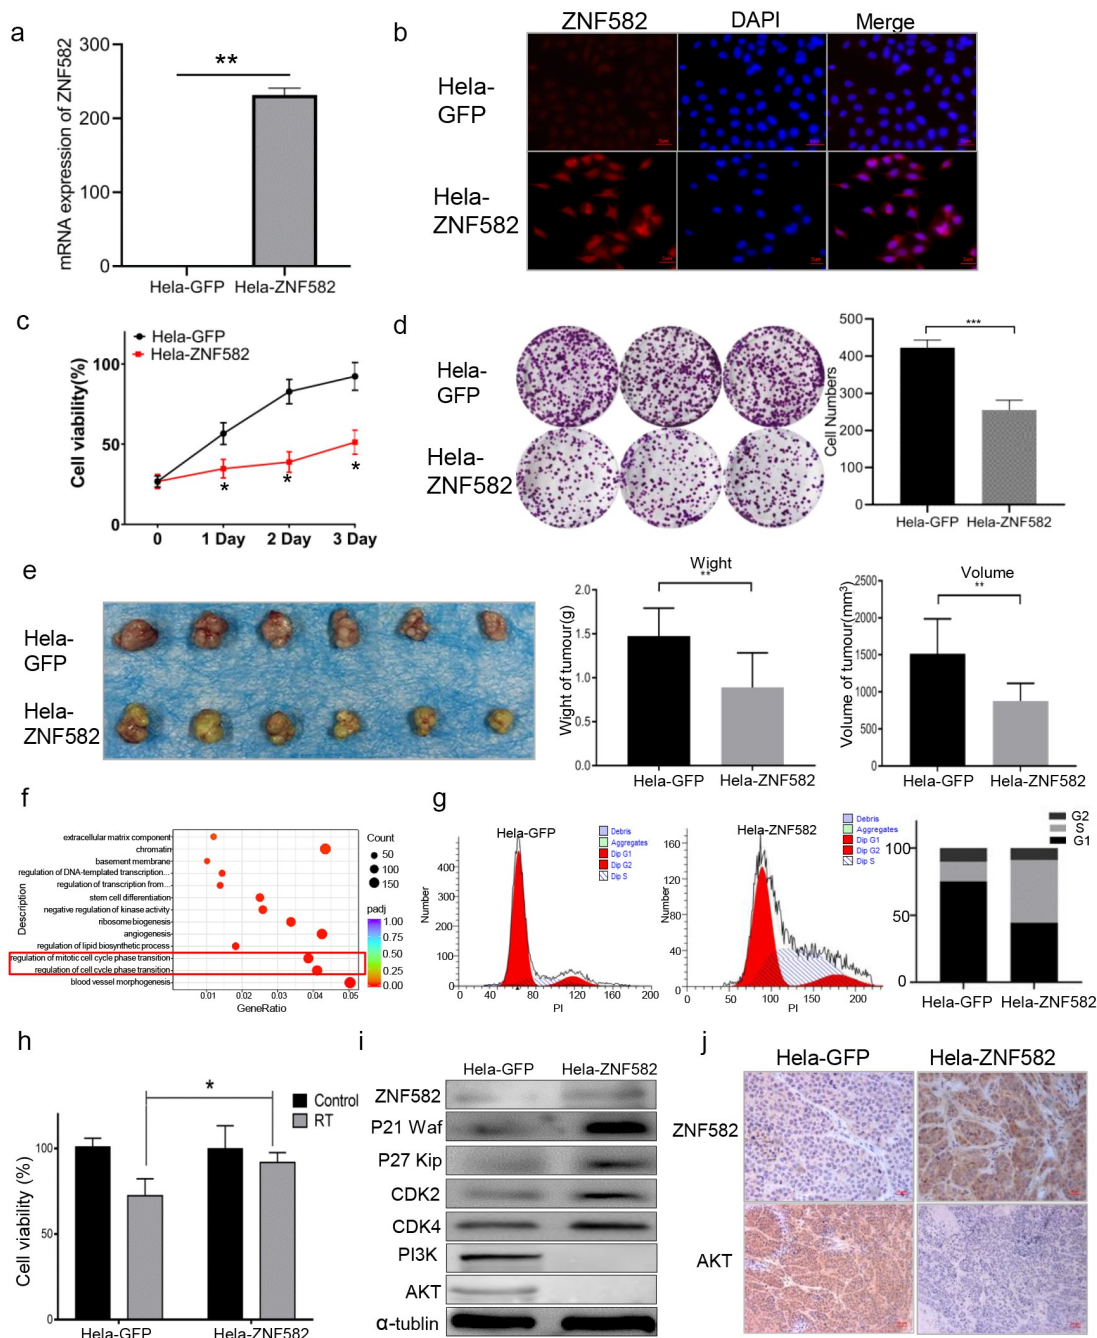 a
mRNA expression of ZNF582
300
200
100
0
**
Hela-GFP
Hela-ZNF582
b
ZNF582
DAPI
Merge
Hela-
GFP
Hela-
ZNF582
c
Hela-GFP
Hela-ZNF582
Cell viability(%)
100
50
0
*
*
*
0
1 Day
2 Day
3 Day
d
Hela-
GFP
Hela-
ZNF582
Cell Numbers
500
400
300
200
100
0
***
Hela-GFP
Hela-ZNF582
e
Hela-
GFP
Hela-
ZNF582
Wight
**
Wight of tumour(g)
2.0
1.5
1.0
0.5
0.0
Hela-GFP
Hela-ZNF582
Volume
**
Volume of tumour(mm³)
2500
2000
1500
1000
500
0
Hela-GFP
Hela-ZNF582
f
Description
extracellular matrix component
chromatin
basement membrane
regulation of DNA-templated transcription...
regulation of transcription from...
stem cell differentiation
negative regulation of kinase activity
ribosome biogenesis
angiogenesis
regulation of lipid biosynthetic process
regulation of mitotic cell cycle phase transition
regulation of cell cycle phase transition
blood vessel morphogenesis
0.01
0.02
0.03
0.04
0.05
GeneRatio
Count
50
100
150
padj
1.00
0.75
0.50
0.25
0.00
g
Hela-GFP
Number
400
300
200
100
0
0
40
80
120
160
200
PI
Debris
Aggregates
Dip G1
Dip G2
Dip S
Hela-ZNF582
Number
160
120
80
40
0
0
50
100
150
200
PI
Debris
Aggregates
Dip G1
Dip G2
Dip S
G2
S
G1
100
50
0
Hela-GFP
Hela-ZNF582
h
Cell viability (%)
100
50
0
*
Control
RT
Hela-GFP
Hela-ZNF582
i
Hela-GFP
Hela-ZNF582
ZNF582
P21 Waf
P27 Kip
CDK2
CDK4
PI3K
AKT
α-tublin
j
Hela-GFP
Hela-ZNF582
ZNF582
AKT